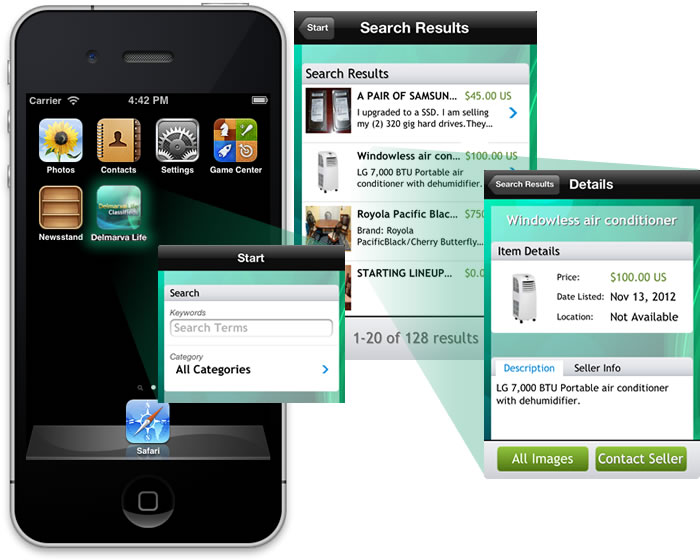 Carrier
4:42 PM
Photos
Contacts
Settings
Game Center
Newsstand
Delmarva Life
Classifieds
Delmarva Life
Safari
Start
Search
Keywords
Search Terms
Category
All Categories
Start
Search Results
Search Results
A PAIR OF SAMSUN... $45.00 US
I upgraded to a SSD. I am selling
my (2) 320 gig hard drives.They...
Windowless air con... $100.00 US
LG 7,000 BTU Portable air
conditioner with dehumidifier.
Royola Pacific Blac... $750
Brand: Royola
PacificBlack/Cherry Butterfly...
STARTING LINEUP... $0.0
1-20 of 128 results
Search Results
Details
Windowless air conditioner
Item Details
Price: $100.00 US
Date Listed: Nov 13, 2012
Location: Not Available
Description
Seller Info
LG 7,000 BTU Portable air conditioner
with dehumidifier.
All Images
Contact Seller